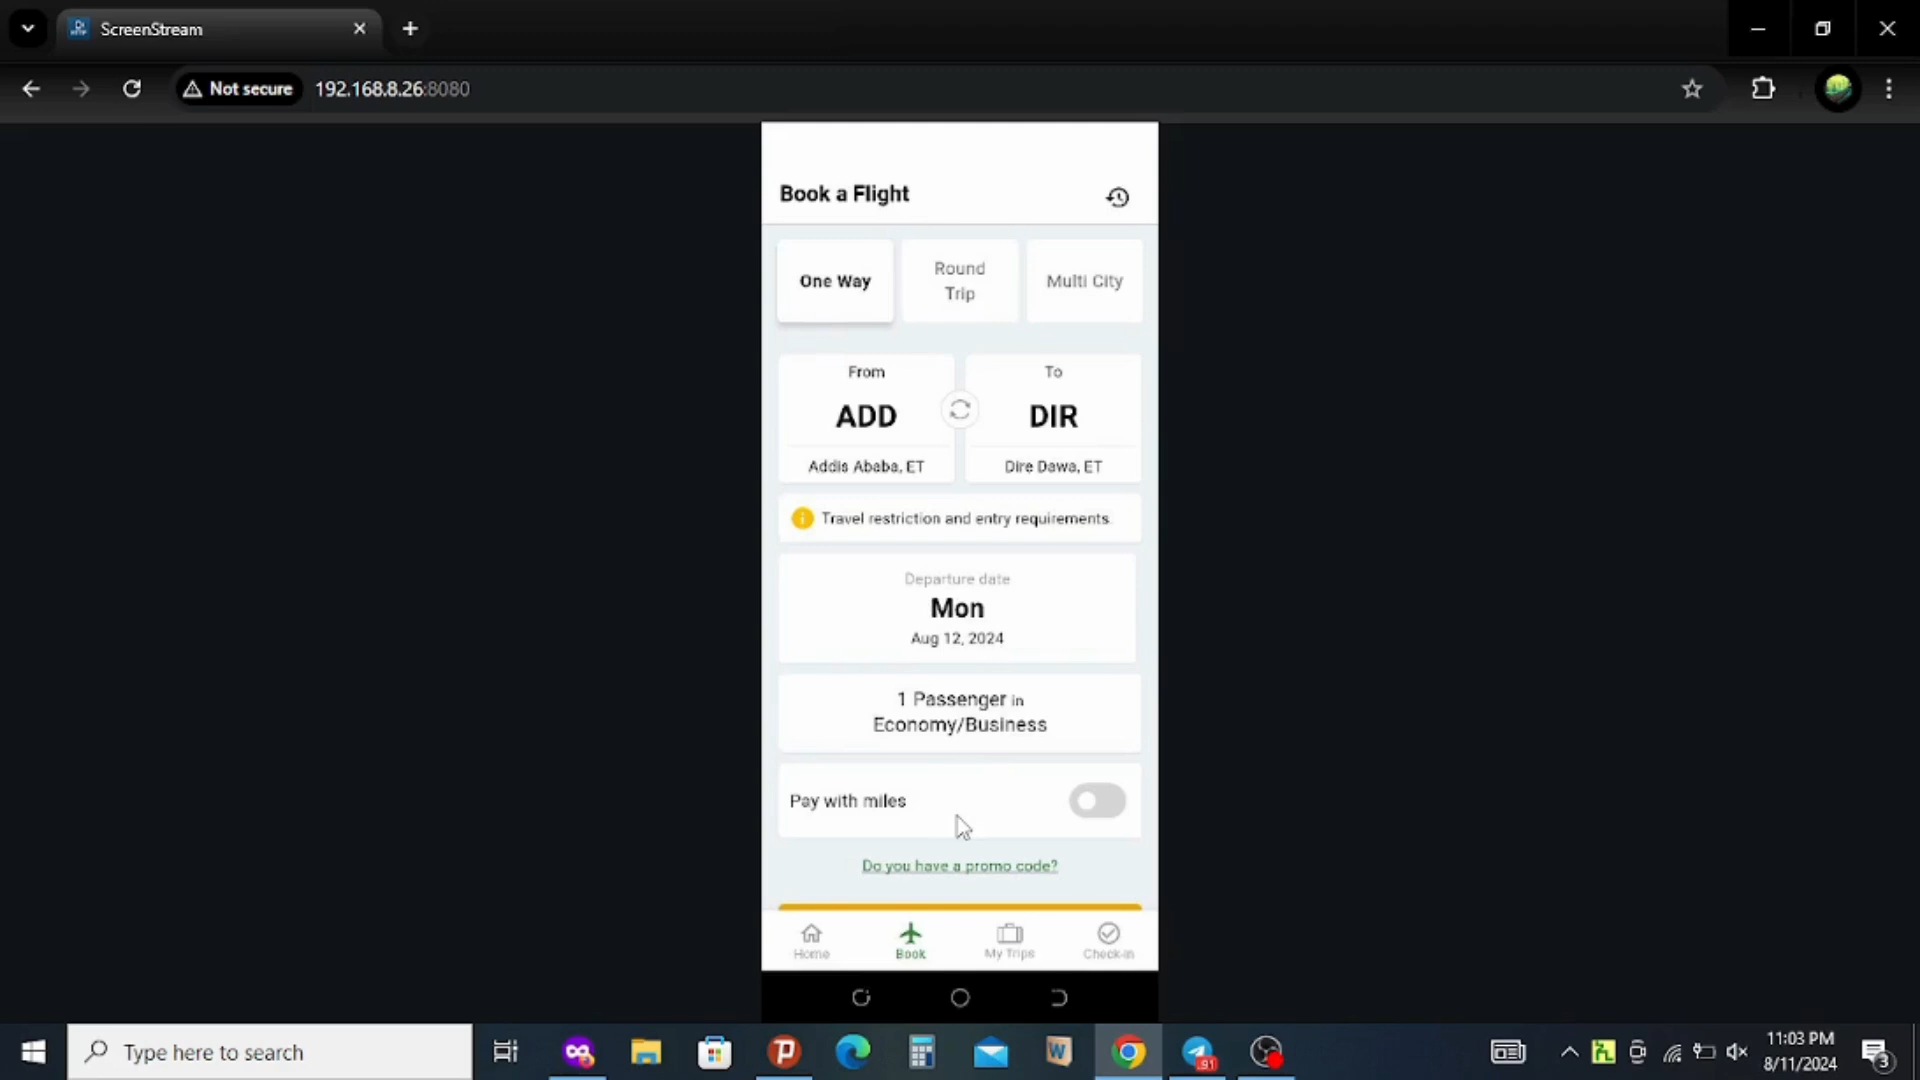 ScreenStream
Not secure
192.168.8.26:8080
Book a Flight
One Way
Round
Trip
Multi City
From
ADD
Addis Ababa, ET
To
DIR
Dire Dawa, ET
Travel restriction and entry requirements
Departure date
Mon
Aug 12, 2024
1 Passenger in
Economy/Business
Pay with miles
Do you have a promo code?
Home
Book
My Trips
Check-in
Type here to search
91
11:03 PM
8/11/2024
3